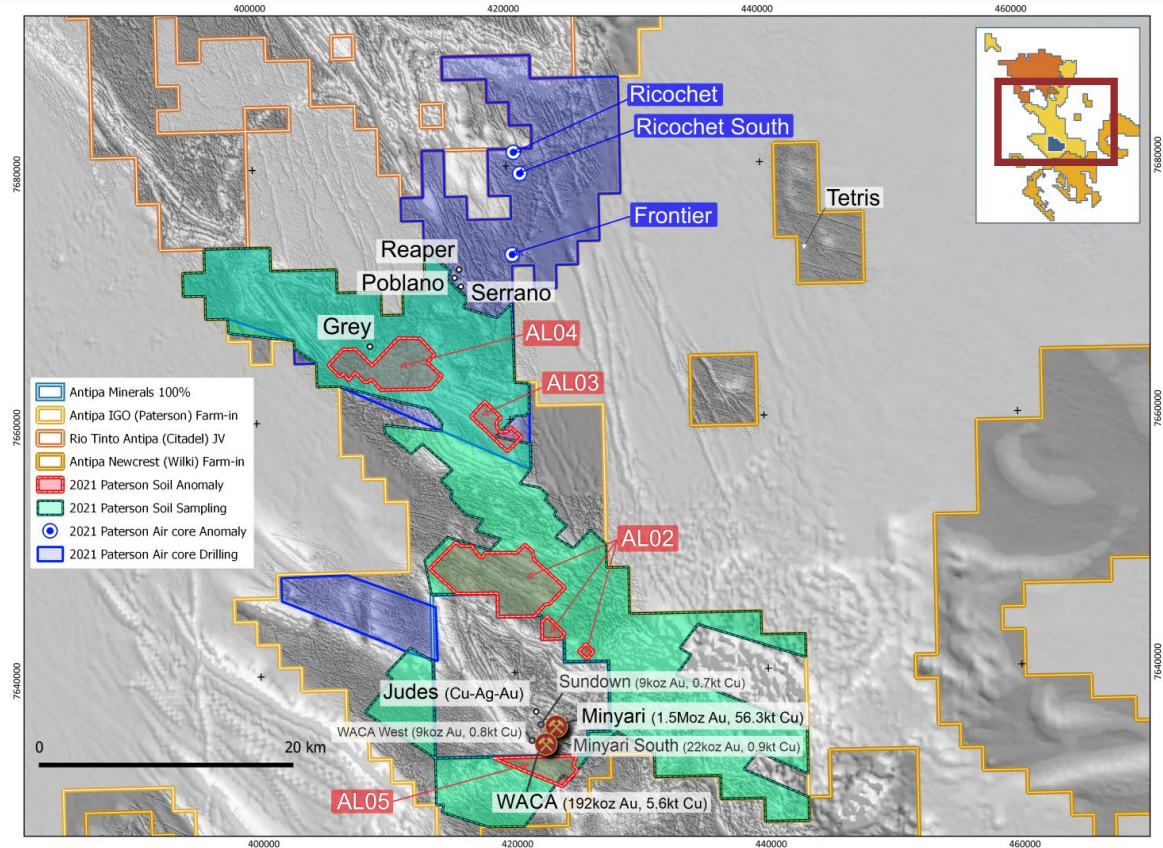 400000
420000
440000
460000
7680000
7680000
Ricochet
Ricochet South
Tetris
Frontier
Reaper
Poblano
Serrano
Grey
AL04
AL03
Antipa Minerals 100%
Antipa IGO (Paterson) Farm-in
Rio Tinto Antipa (Citadel) JV
Antipa Newcrest (Wilki) Farm-in
2021 Paterson Soil Anomaly
2021 Paterson Soil Sampling
2021 Paterson Air core Anomaly
2021 Paterson Air core Drilling
7660000
7660000
AL02
7640000
7640000
Sundown (9koz Au, 0.7kt Cu)
Judes (Cu-Ag-Au)
Minyari (1.5Moz Au, 56.3kt Cu)
WACA West (9koz Au, 0.8kt Cu)
Minyari South (22koz Au, 0.9kt Cu)
0
20 km
AL05
WACA (192koz Au, 5.6kt Cu)
400000
420000
440000
460000